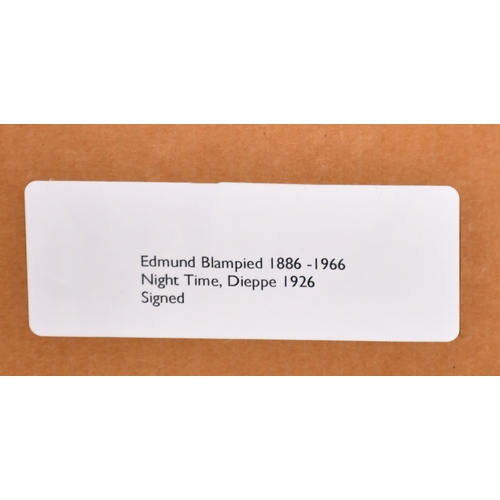 Edmund Blampied 1886 -1966
Night Time, Dieppe 1926
Signed